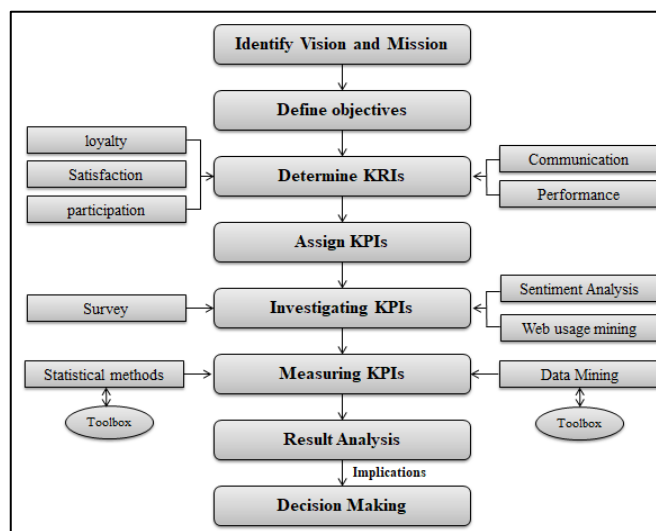 Identify Vision and Mission
Define objectives
loyalty
Satisfaction
participation
Determine KRIs
Communication
Performance
Assign KPIs
Survey
Investigating KPIs
Sentiment Analysis
Web usage mining
Statistical methods
Measuring KPIs
Data Mining
Toolbox
Toolbox
Result Analysis
Implications
Decision Making